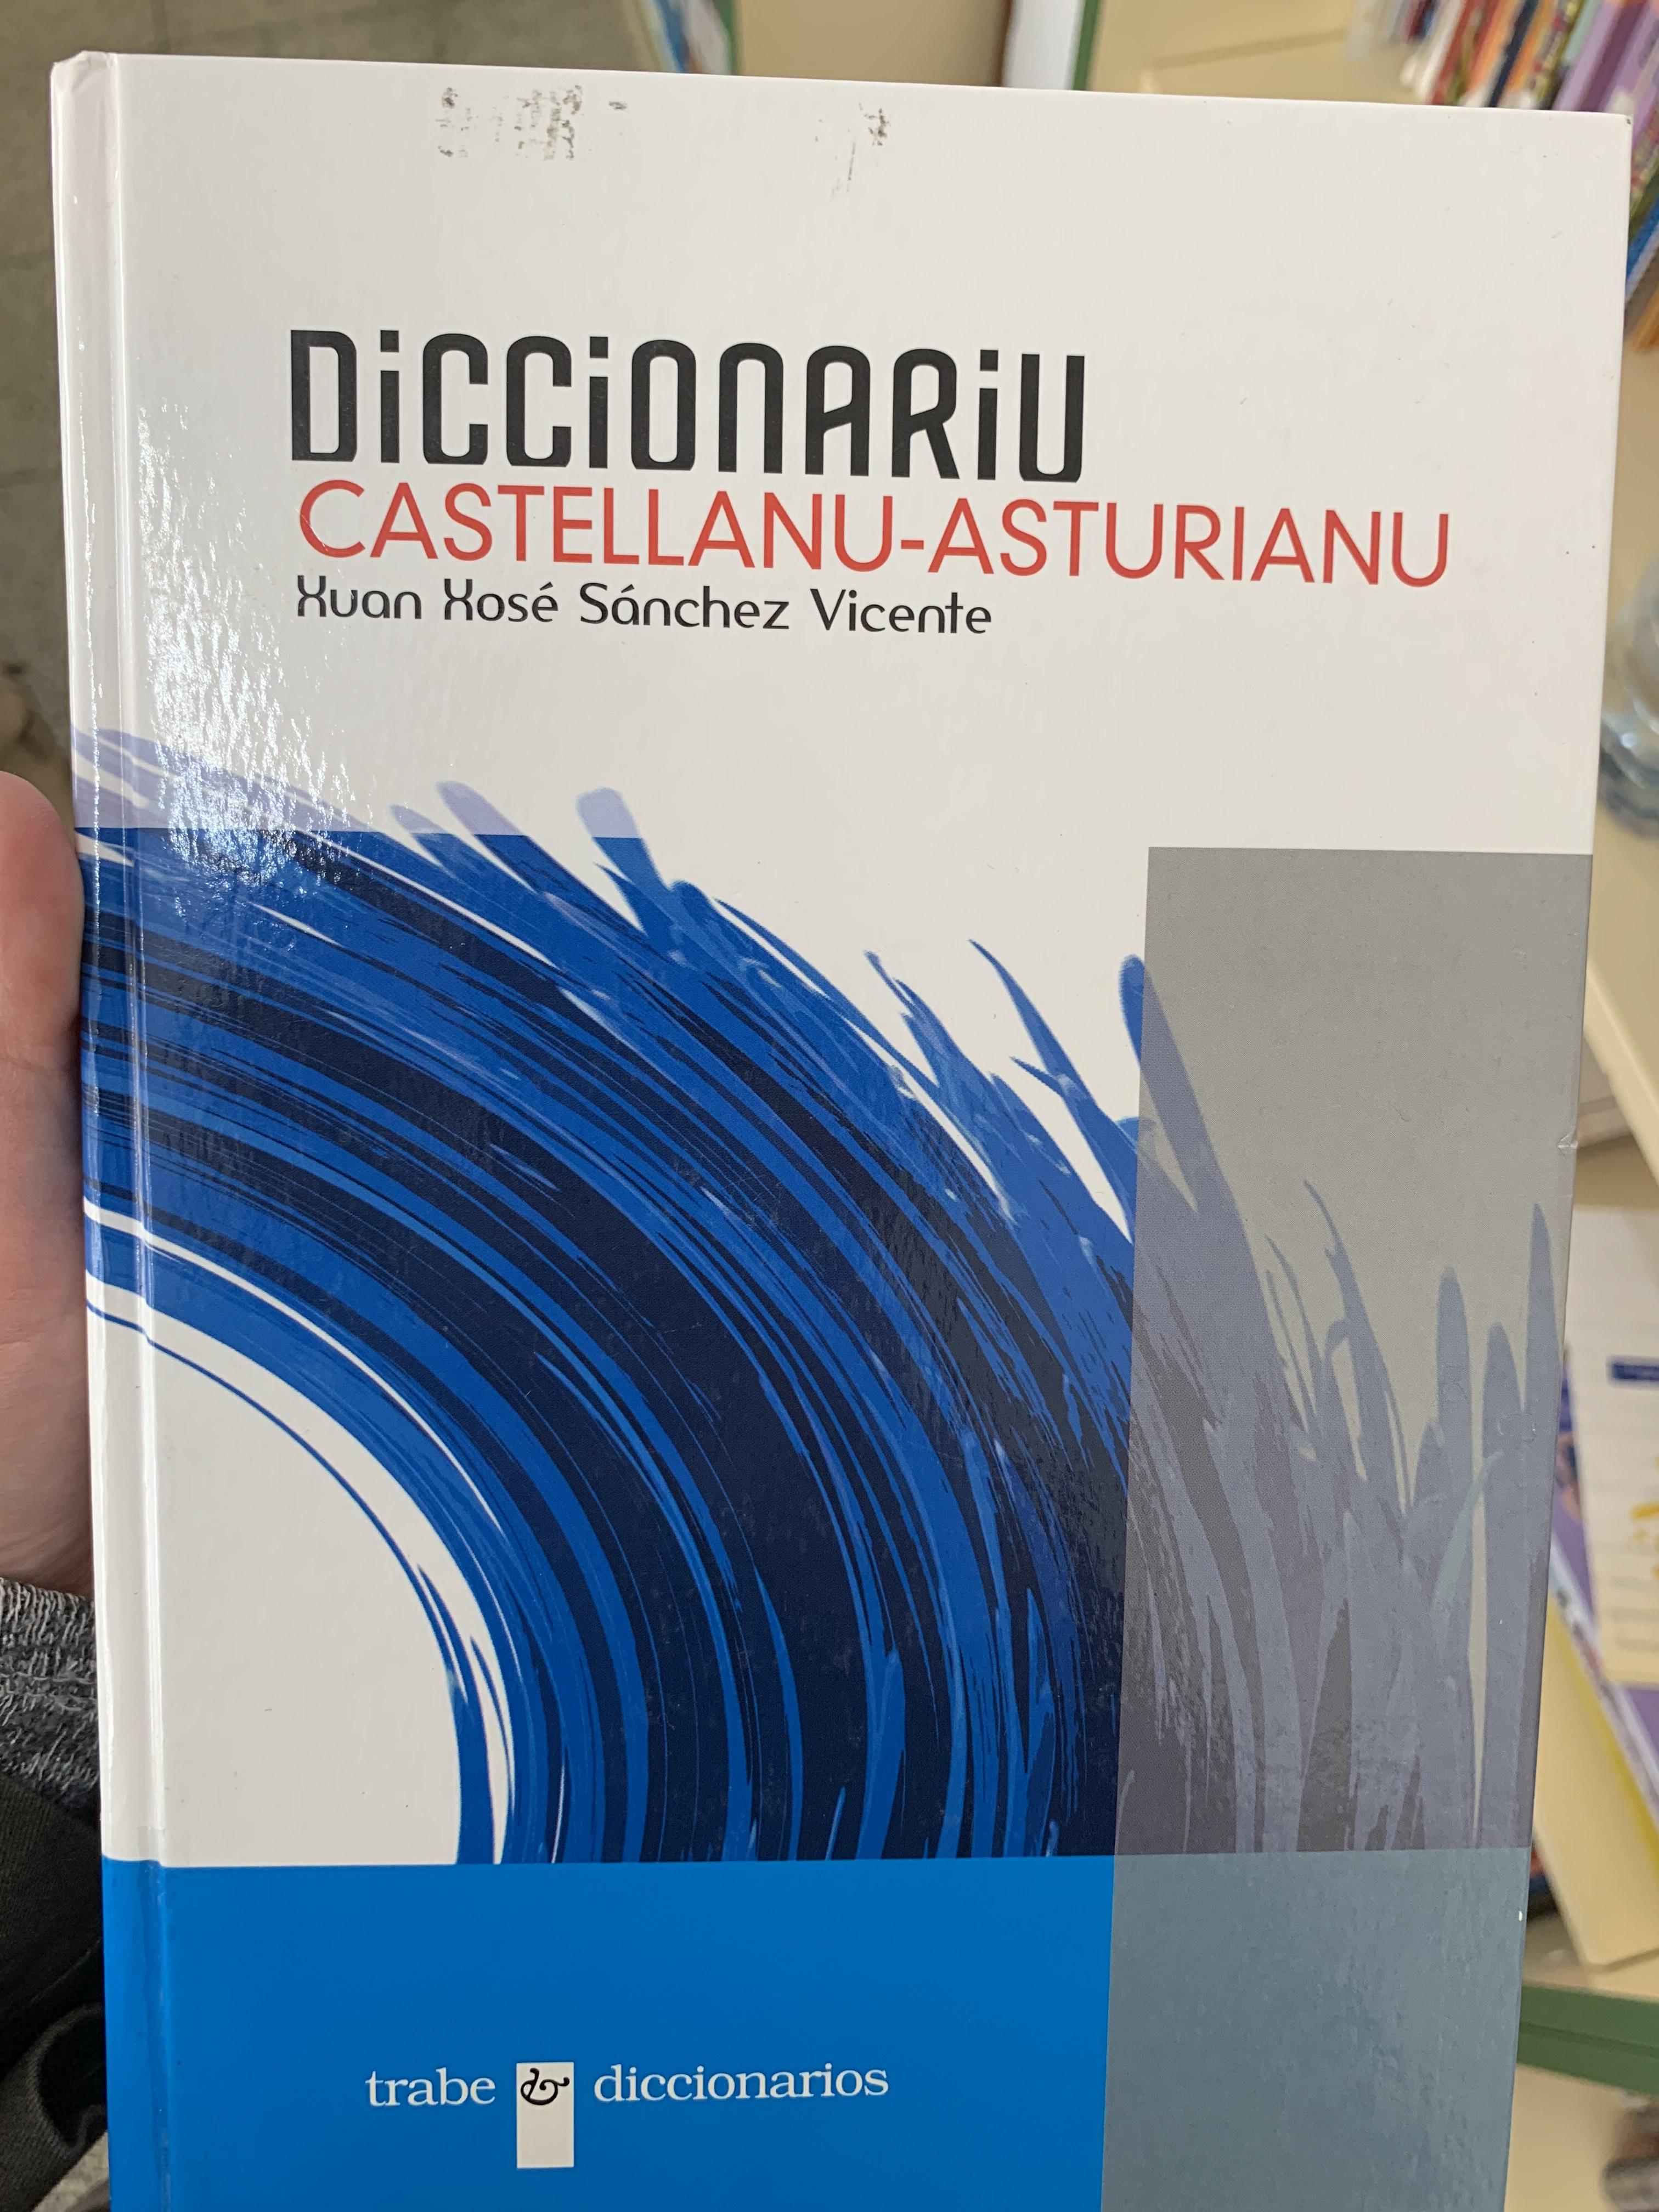 DiCCiONARiU
CASTELLANU-ASTURIANU
Xuan Xosé Sánchez Vicente
trabe & diccionarios